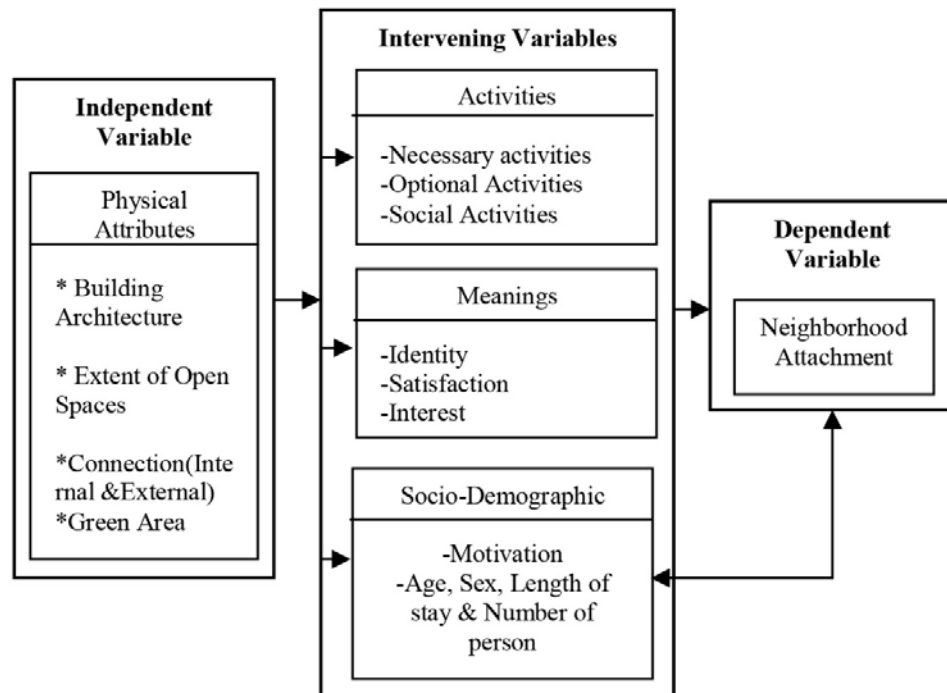 Independent
Variable
Physical
Attributes
* Building
Architecture
* Extent of Open
Spaces
*Connection(Inter
nal &External)
*Green Area
Intervening Variables
Activities
-Necessary activities
-Optional Activities
-Social Activities
Meanings
-Identity
-Satisfaction
-Interest
Socio-Demographic
-Motivation
-Age, Sex, Length of
stay & Number of
person
Dependent
Variable
Neighborhood
Attachment